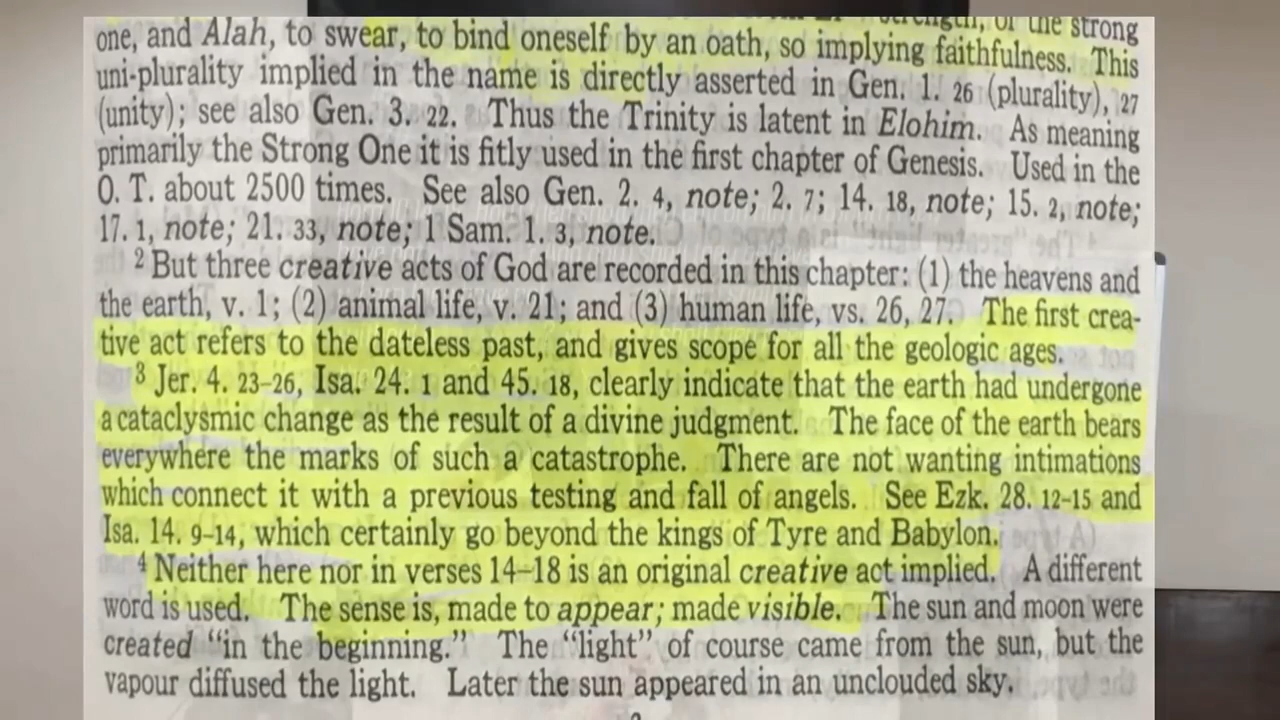 strength, or the strong
one, and Alah, to swear, to bind oneself by an oath, so implying faithfulness. This
uni-plurality implied in the name is directly asserted in Gen. 1. 26 (plurality), 27
(unity); see also Gen. 3. 22. Thus the Trinity is latent in Elohim. As meaning
primarily the Strong One it is fitly used in the first chapter of Genesis. Used in the
O. T. about 2500 times. See also Gen. 2. 4, note; 2. 7; 14. 18, note; 15. 2, note;
17. 1, note; 21. 33, note; 1 Sam. 1. 3, note.
2 But three creative acts of God are recorded in this chapter: (1) the heavens and
the earth, v. 1; (2) animal life, v. 21; and (3) human life, vs. 26, 27. The first crea-
tive act refers to the dateless past, and gives scope for all the geologic ages.
3 Jer. 4. 23–26, Isa. 24. 1 and 45. 18, clearly indicate that the earth had undergone
a cataclysmic change as the result of a divine judgment. The face of the earth bears
everywhere the marks of such a catastrophe. There are not wanting intimations
which connect it with a previous testing and fall of angels. See Ezk. 28. 12–15 and
Isa. 14. 9–14, which certainly go beyond the kings of Tyre and Babylon.
4 Neither here nor in verses 14–18 is an original creative act implied. A different
word is used. The sense is, made to appear; made visible. The sun and moon were
created "in the beginning." The "light" of course came from the sun, but the
vapour diffused the light. Later the sun appeared in an unclouded sky.